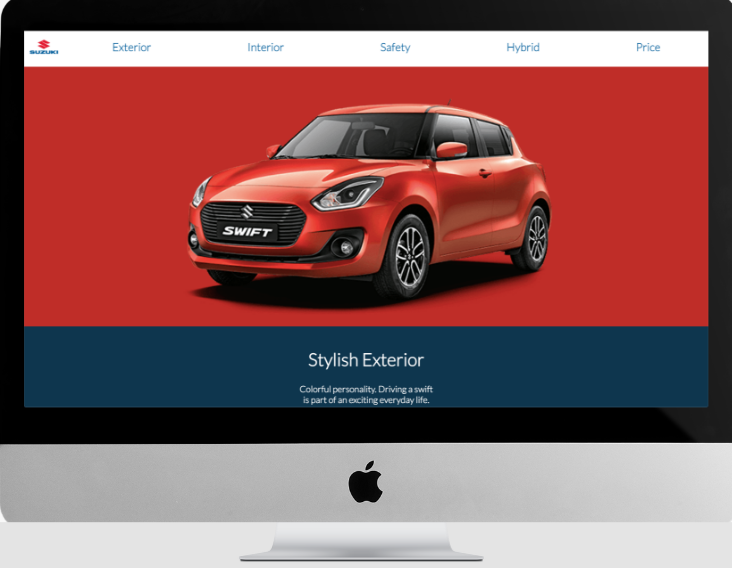 SUZUKI
Exterior
Interior
Safety
Hybrid
Price
SWIFT
Stylish Exterior
Colorful personality. Driving a swift
is part of an exciting everyday life.